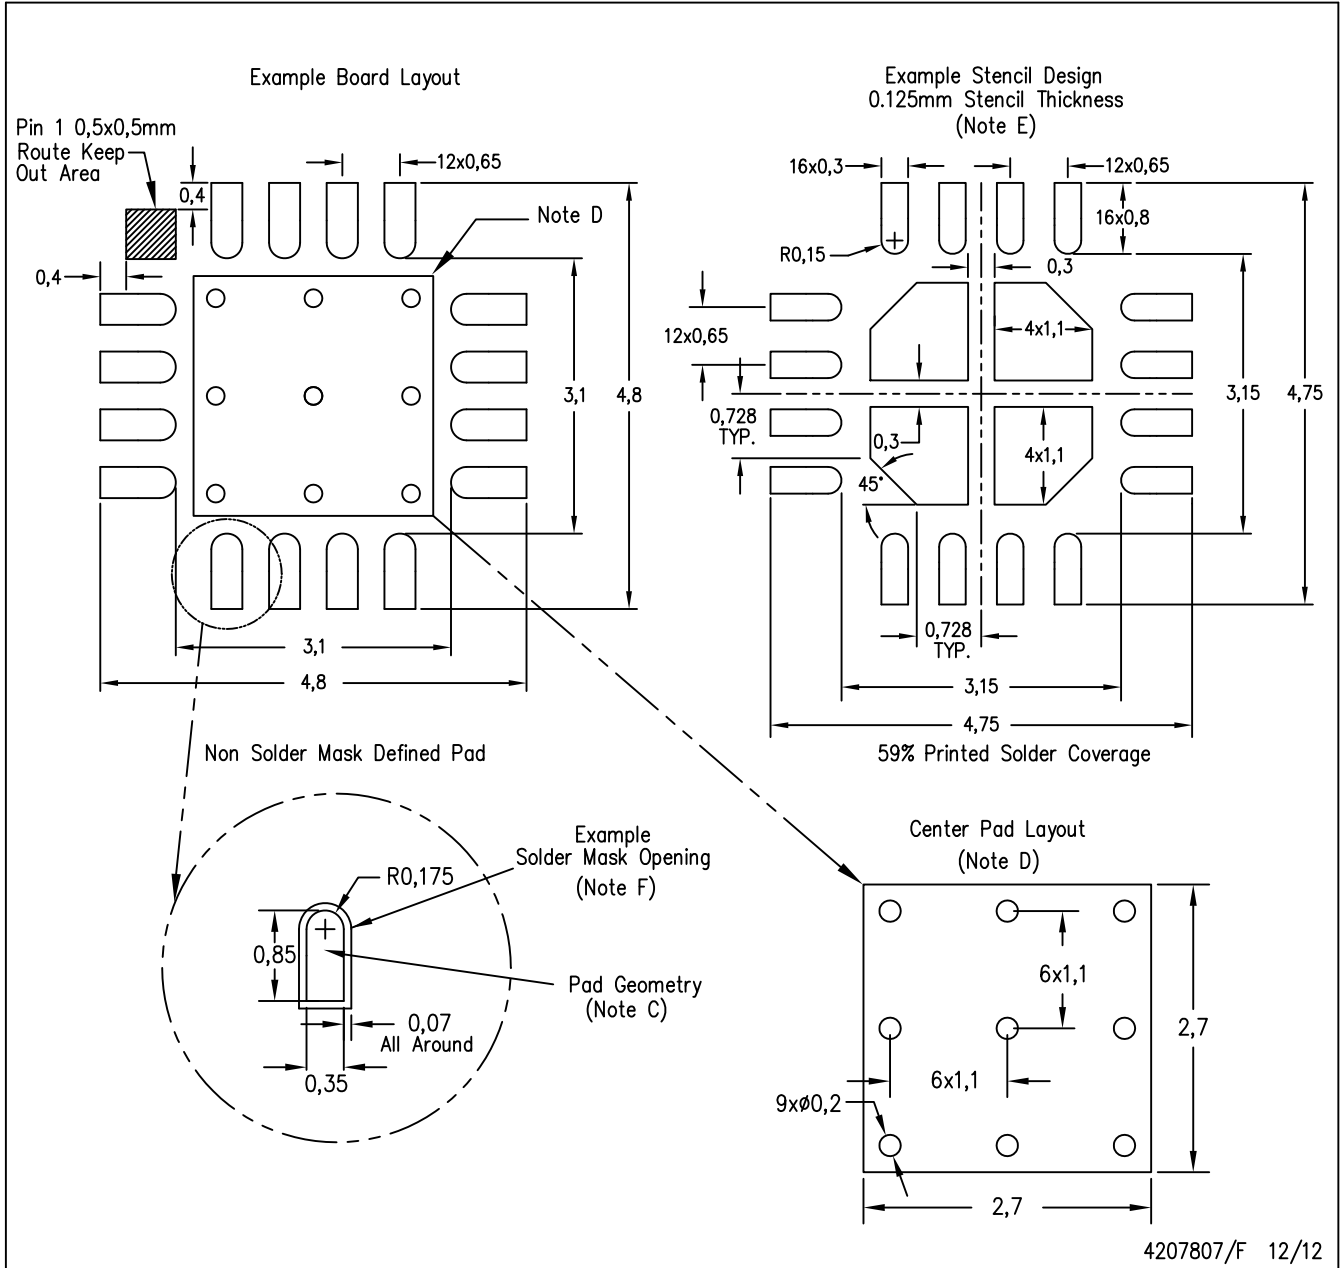 Example Board Layout
Pin 1 0,5x0,5mm
Route Keep
Out Area
0,4
12x0,65
Note D
0,4
3,1
4,8
3,1
4,8
Example Stencil Design
0.125mm Stencil Thickness
(Note E)
16x0,3
12x0,65
16x0,8
R0,15
0,3
12x0,65
4x1,1
3,15
4,75
0,728
TYP.
0,3
4x1,1
45°
0,728
TYP.
3,15
4,75
59% Printed Solder Coverage
Non Solder Mask Defined Pad
Example
Solder Mask Opening
(Note F)
R0,175
0,85
Pad Geometry
(Note C)
0,07
All Around
0,35
Center Pad Layout
(Note D)
6x1,1
2,7
6x1,1
9xø0,2
2,7
4207807/F 12/12